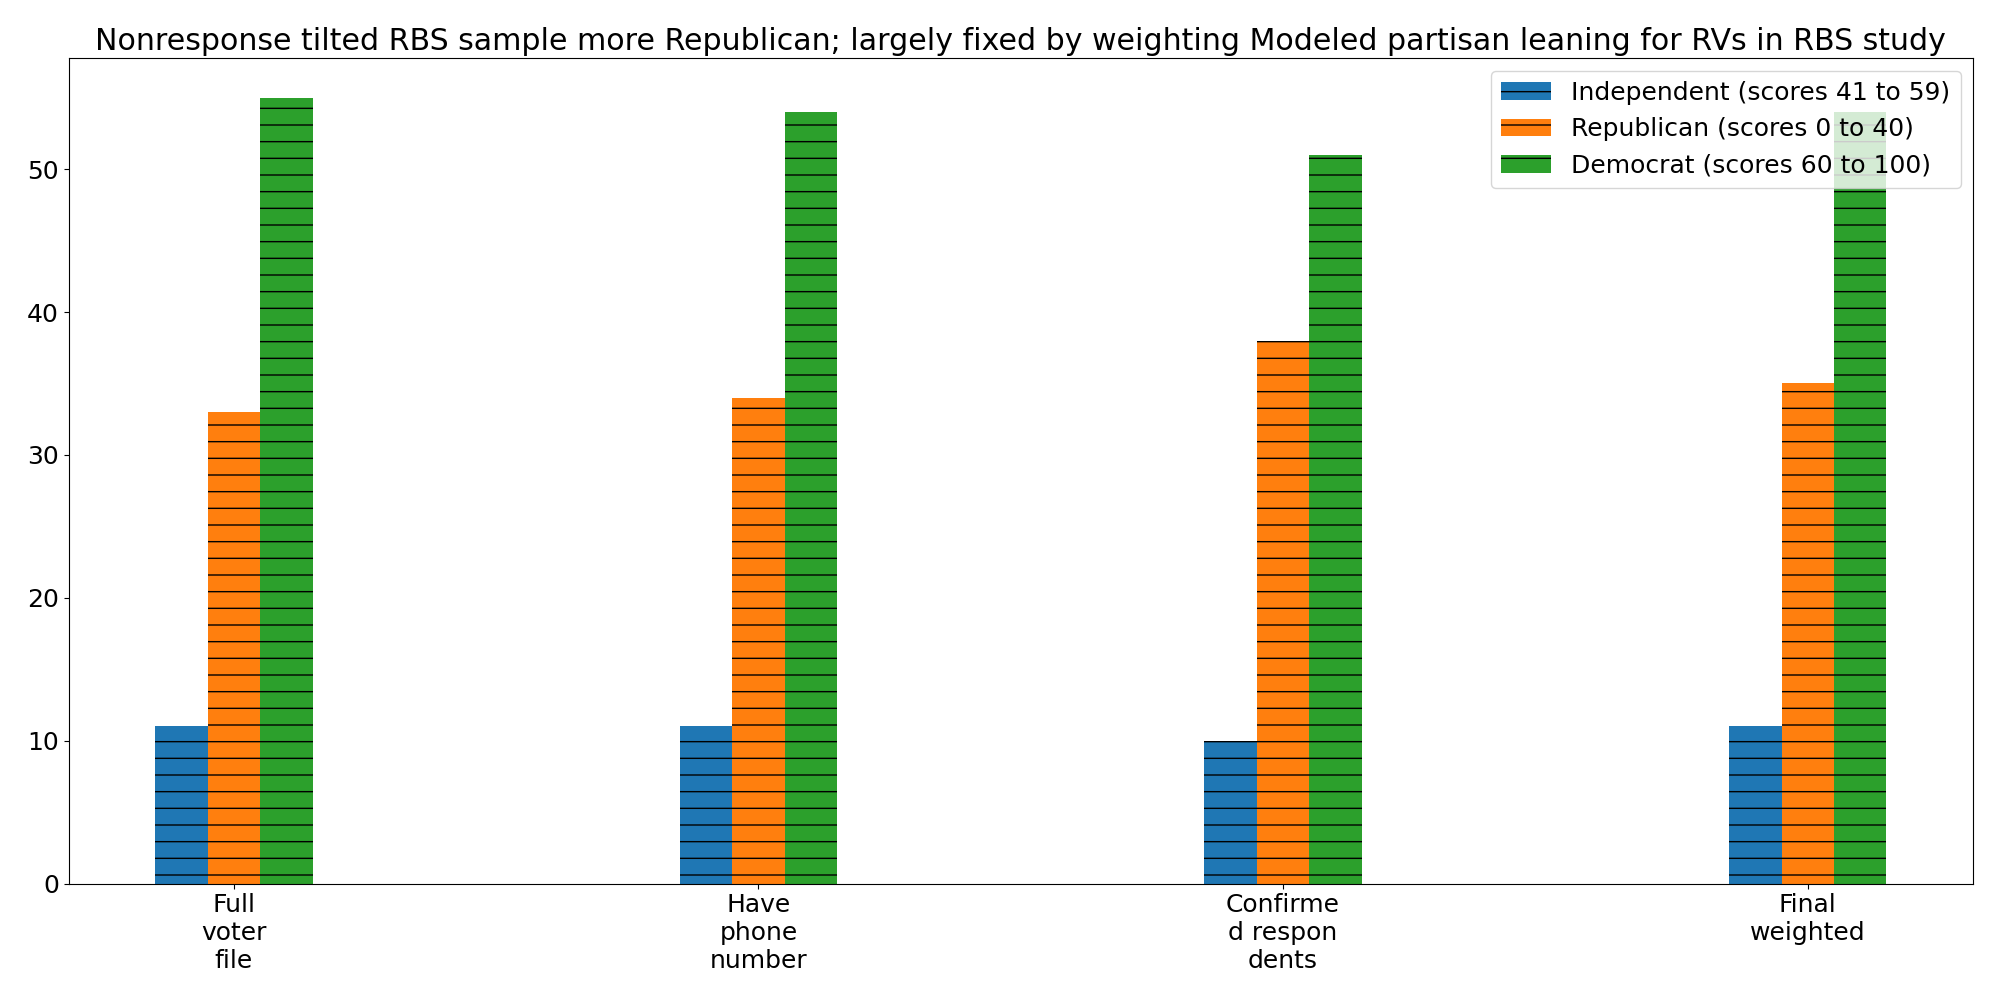 Nonresponse tilted RBS sample more Republican; largely fixed by weighting Modeled partisan leaning for RVs in RBS study
Independent (scores 41 to 59)
Republican (scores 0 to 40)
Democrat (scores 60 to 100)
50
40
30
20
10
0
Full
voter
file
Have
phone
number
Confirme
d respon
dents
Final
weighted